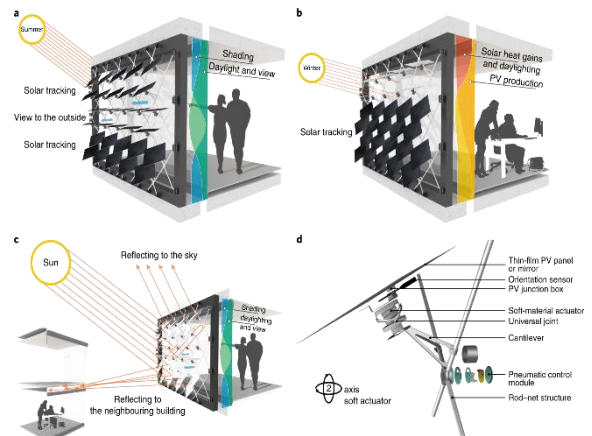 a
Summer
Shading
Daylight and view
Solar tracking
View to the outside
Solar tracking
b
Winter
Solar heat gains
and daylighting
PV production
Solar tracking
c
Sun
Reflecting to the sky
Shading
daylighting
and view
Reflecting to
the neighbouring building
d
Thin-film PV panel
or mirror
Orientation sensor
PV junction box
Soft-material actuator
Universal joint
Cantilever
Pneumatic control
module
Rod–net structure
2 axis
soft actuator